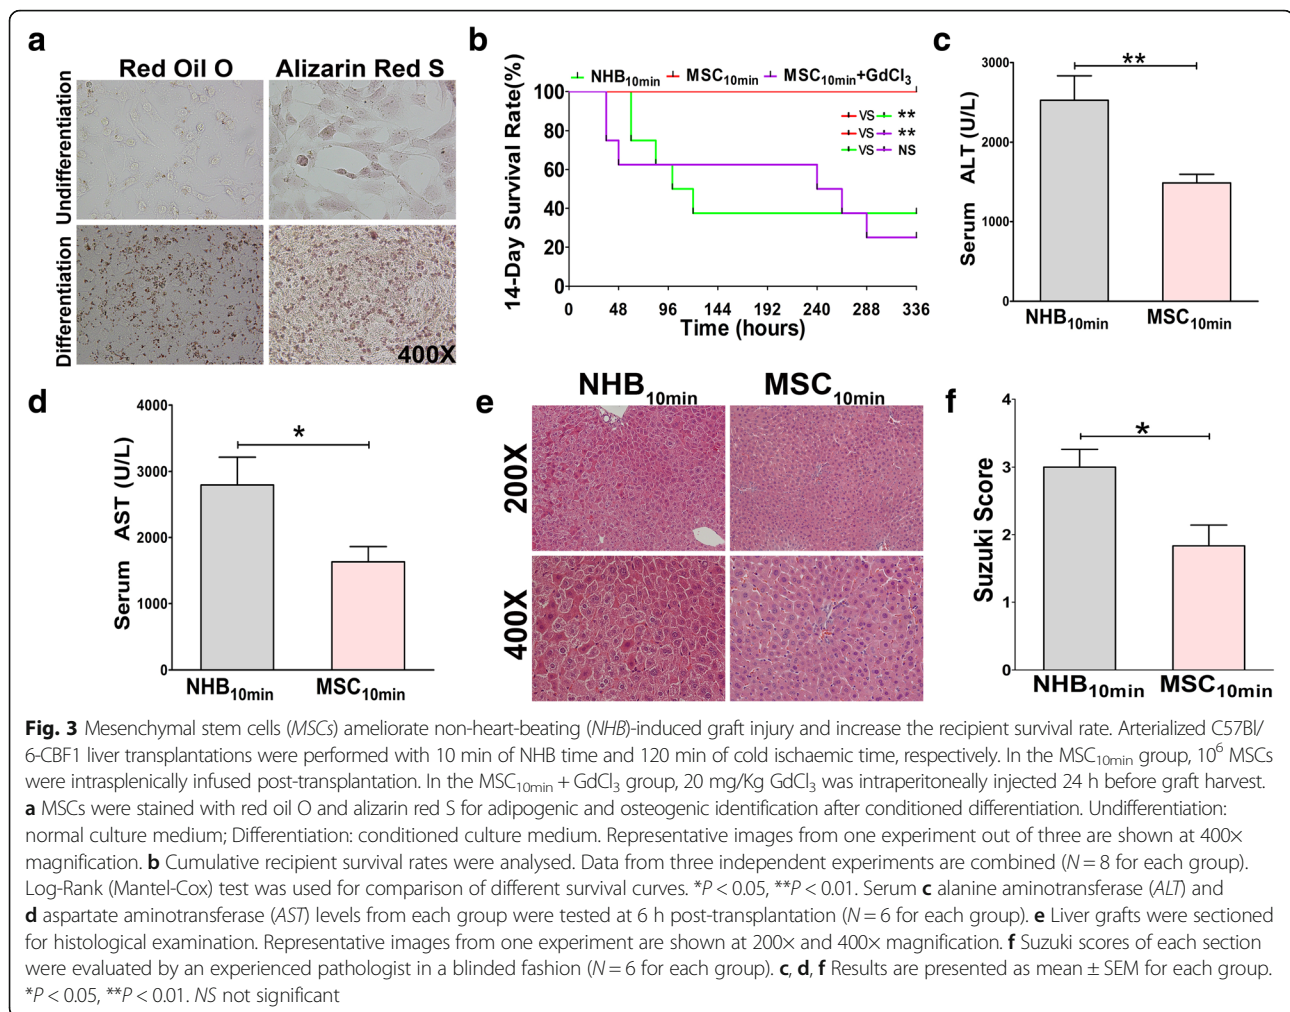 a
Red Oil O
Alizarin Red S
Undifferentiation
Differentiation
400X
b
NHB10min
MSC10min
MSC10min+GdCl3
14-Day Survival Rate(%)
100
80
60
40
20
0
VS **
VS **
VS NS
0 48 96 144 192 240 288 336
Time (hours)
c
Serum ALT (U/L)
3000
2000
1000
0
**
NHB10min
MSC10min
d
Serum AST (U/L)
4000
3000
2000
1000
0
*
NHB10min
MSC10min
e
NHB10min
MSC10min
200X
400X
f
Suzuki Score
4
3
2
1
0
*
NHB10min
MSC10min
Fig. 3 Mesenchymal stem cells (MSCs) ameliorate non-heart-beating (NHB)-induced graft injury and increase the recipient survival rate. Arterialized C57Bl/
6-CBF1 liver transplantations were performed with 10 min of NHB time and 120 min of cold ischaemic time, respectively. In the MSC10min group, 10⁶ MSCs
were intrasplenically infused post-transplantation. In the MSC10min + GdCl3 group, 20 mg/Kg GdCl3 was intraperitoneally injected 24 h before graft harvest.
a MSCs were stained with red oil O and alizarin red S for adipogenic and osteogenic identification after conditioned differentiation. Undifferentiation:
normal culture medium; Differentiation: conditioned culture medium. Representative images from one experiment out of three are shown at 400×
magnification. b Cumulative recipient survival rates were analysed. Data from three independent experiments are combined (N = 8 for each group).
Log-Rank (Mantel-Cox) test was used for comparison of different survival curves. *P < 0.05, **P < 0.01. Serum c alanine aminotransferase (ALT) and
d aspartate aminotransferase (AST) levels from each group were tested at 6 h post-transplantation (N = 6 for each group). e Liver grafts were sectioned
for histological examination. Representative images from one experiment are shown at 200× and 400× magnification. f Suzuki scores of each section
were evaluated by an experienced pathologist in a blinded fashion (N = 6 for each group). c, d, f Results are presented as mean ± SEM for each group.
*P < 0.05, **P < 0.01. NS not significant